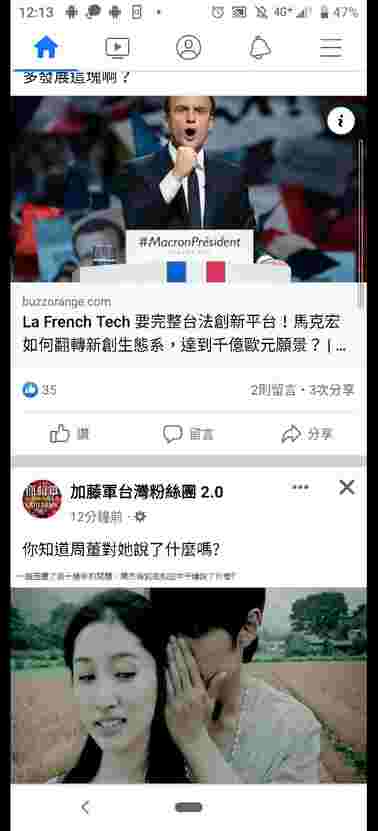 12:13
4G+
47%
多發展這塊啊？
#MacronPrésident
buzzorange.com
La French Tech 要完整台法創新平台！馬克宏
如何翻轉新創生態系，達到千億歐元願景？ | ...
35
2則留言・3次分享
讚
留言
分享
加藤軍台灣粉絲團 2.0
12分鐘前
你知道周董對她說了什麼嗎?